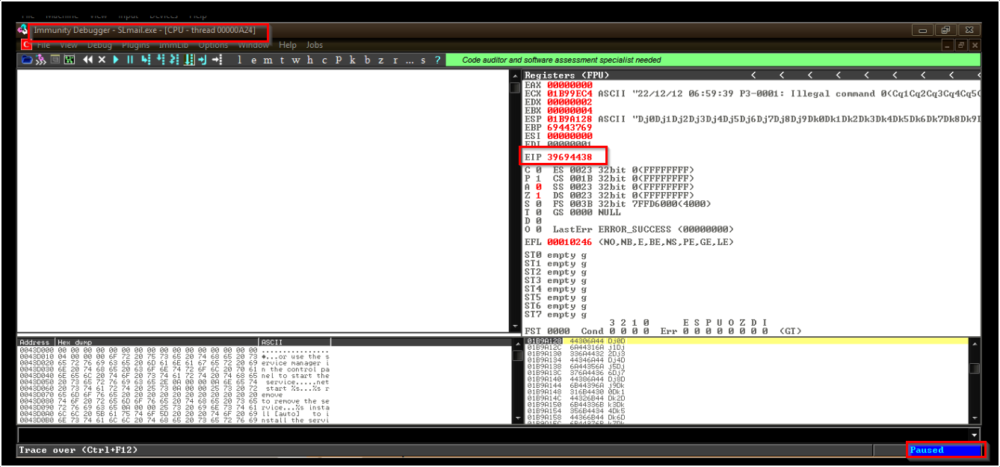 File Machine View Input Devices Help
Immunity Debugger - SLmail.exe - [CPU - thread 00000A24]
C File View Debug Plugins ImmLib Options Window Help Jobs
l e m t w h c P k b z r ... s ? Code auditor and software assessment specialist needed
Registers (FPU) < < < < < < < < <
EAX 00000000
ECX 01B99EC4 ASCII "22/12/12 06:59:39 P3-0001: Illegal command 0(Cq1Cq2Cq3Cq4Cq5C
EDX 00000002
EBX 00000004
ESP 01B9A128 ASCII "Dj0Dj1Dj2Dj3Dj4Dj5Dj6Dj7Dj8Dj9Dk0Dk1Dk2Dk3Dk4Dk5Dk6Dk7Dk8Dk9D
EBP 69443769
ESI 00000000
EDI 00000001
EIP 39694438
C 0 ES 0023 32bit 0(FFFFFFFF)
P 1 CS 001B 32bit 0(FFFFFFFF)
A 0 SS 0023 32bit 0(FFFFFFFF)
Z 1 DS 0023 32bit 0(FFFFFFFF)
S 0 FS 003B 32bit 7FFD6000(4000)
T 0 GS 0000 NULL
D 0
O 0 LastErr ERROR_SUCCESS (00000000)
EFL 00010246 (NO,NB,E,BE,NS,PE,GE,LE)
ST0 empty g
ST1 empty g
ST2 empty g
ST3 empty g
ST4 empty g
ST5 empty g
ST6 empty g
ST7 empty g
3 2 1 0 E S P U O Z D I
FST 0000 Cond 0 0 0 0 Err 0 0 0 0 0 0 0 0 (GT)
Address Hex dump ASCII
0043D000 00 00 00 00 00 00 00 00 00 00 00 00 00 00 00 00 ................
0043D010 04 00 00 00 6F 72 20 75 73 65 20 74 68 65 20 73 ♦...or use the s
0043D020 65 72 76 69 63 65 20 6D 61 6E 61 67 65 72 20 69 ervice manager i
0043D030 6E 20 74 68 65 20 63 6F 6E 74 72 6F 6C 20 70 61 n the control pa
0043D040 6E 65 6C 20 74 6F 20 73 74 61 72 74 20 74 68 65 nel to start the
0043D050 20 73 65 72 76 69 63 65 2E 0A 00 00 0A 6E 65 74 service.....net
0043D060 20 73 74 61 72 74 20 25 73 0A 00 00 25 73 20 72 start %s...%s r
0043D070 65 6D 6F 76 65 20 20 20 20 20 20 20 20 20 20 20 emove
0043D080 74 6F 20 72 65 6D 6F 76 65 20 74 68 65 20 73 65 to remove the se
0043D090 72 76 69 63 65 0A 00 00 25 73 20 69 6E 73 74 61 rvice...%s insta
0043D0A0 6C 6C 20 5B 61 75 74 6F 5D 20 20 20 74 6F 20 69 ll [auto] to i
0043D0B0 6E 73 74 61 6C 6C 20 74 68 65 20 73 65 72 76 69 nstall the servi
01B9A128 44306A44 Dj0D
01B9A12C 6A44316A j1Dj
01B9A130 336A4432 2Dj3
01B9A134 44346A44 Dj4D
01B9A138 6A44356A j5Dj
01B9A13C 376A4436 6Dj7
01B9A140 44386A44 Dj8D
01B9A144 6B44396A j9Dk
01B9A148 316B4430 0Dk1
01B9A14C 44326B44 Dk2D
01B9A150 6B44336B k3Dk
01B9A154 356B4434 4Dk5
01B9A158 44366B44 Dk6D
01B9A15C 6B44376B k7Dk
Trace over (Ctrl+F12)
Paused